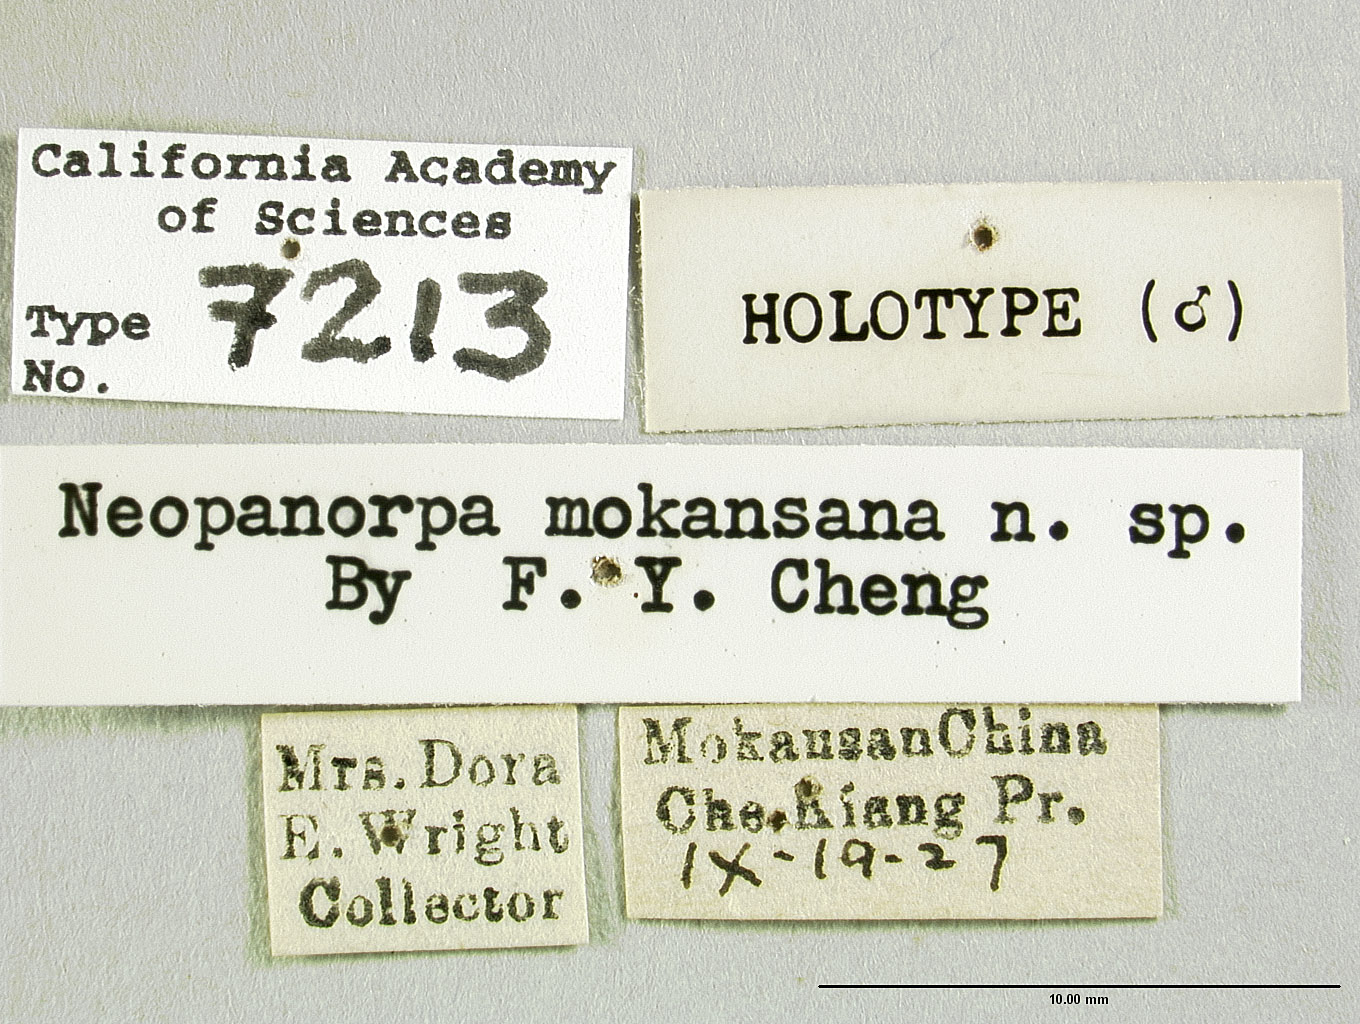 California Academy
of Sciences
Type
No. 7213
HOLOTYPE (♂)
Neopanorpa mokansana n. sp.
By F. Y. Cheng
Mrs. Dora
E. Wright
Collector
MokansanChina
Che.Kiang Pr.
IX-19-27
10.00 mm